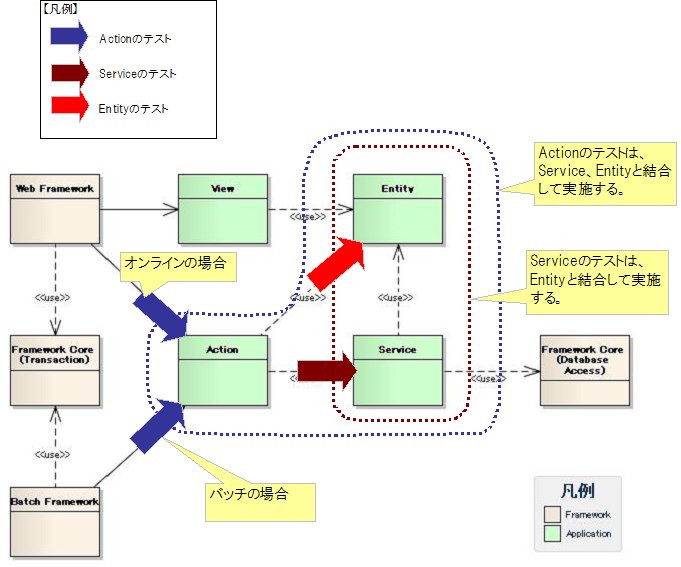 【凡例】
Actionのテスト
Serviceのテスト
Entityのテスト
Actionのテストは、
Service、Entityと結合
して実施する。
Web Framework
View
Entity
<<use>>
オンラインの場合
Serviceのテストは、
Entityと結合して実施
する。
<<use>>
<<use>>
<<use>>
Framework Core
(Transaction)
Action
Service
Framework Core
(Database
Access)
<<use>>
<<use>>
<<use>>
バッチの場合
Batch Framework
凡例
Framework
Application